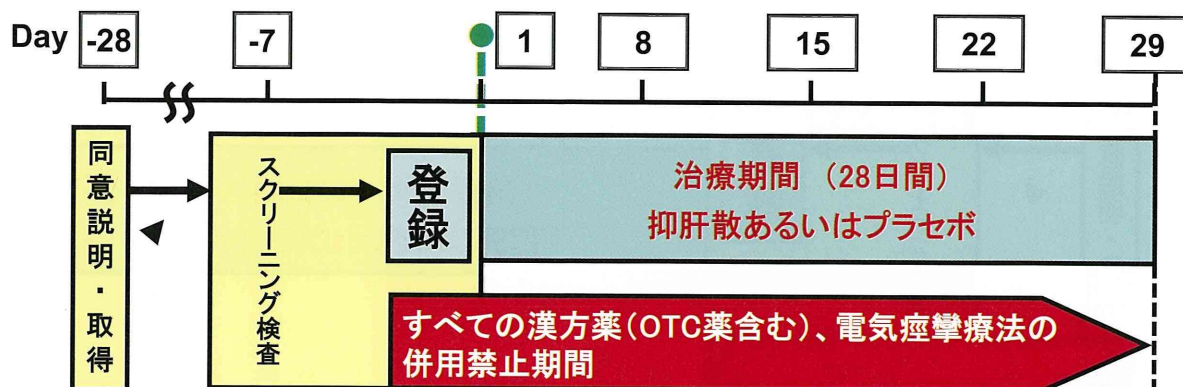 Day -28 -7 1 8 15 22 29
同意説明・取得
スクリーニング検査
登録
治療期間 （28日間）
抑肝散あるいはプラセボ
すべての漢方薬（OTC薬含む）、電気痙攣療法の
併用禁止期間